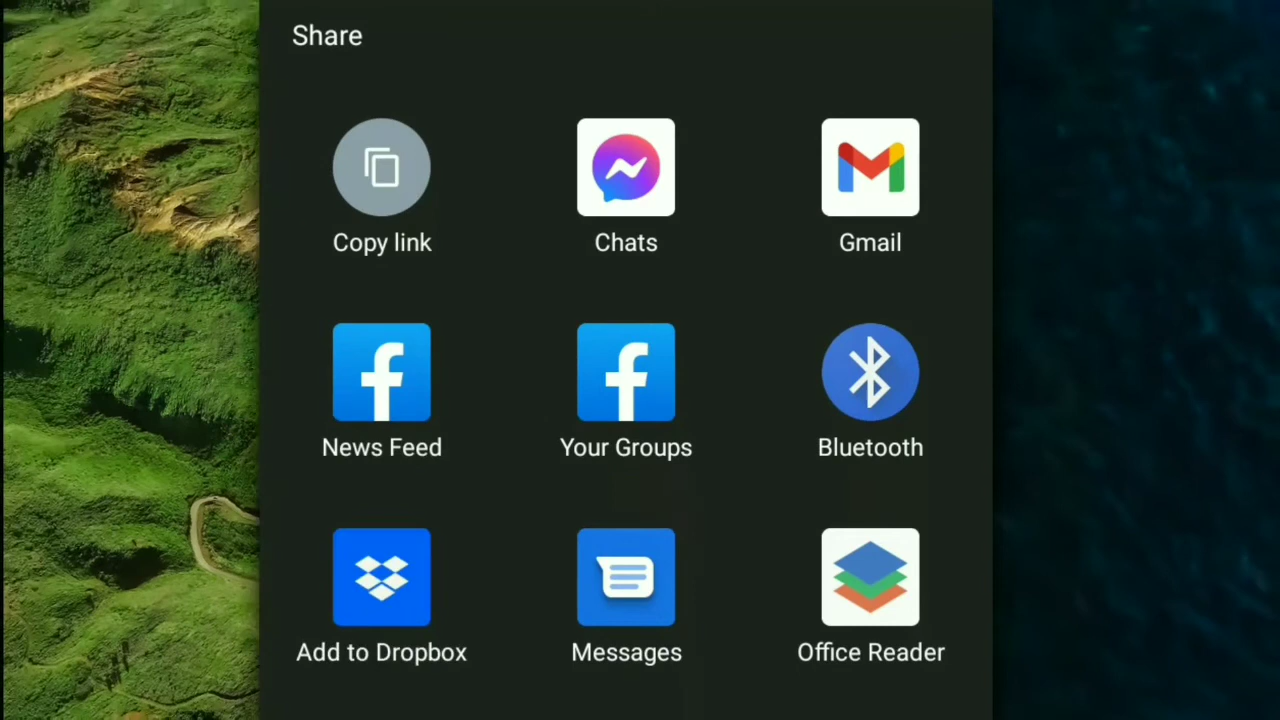 Share
Copy link
Chats
Gmail
News Feed
Your Groups
Bluetooth
Add to Dropbox
Messages
Office Reader